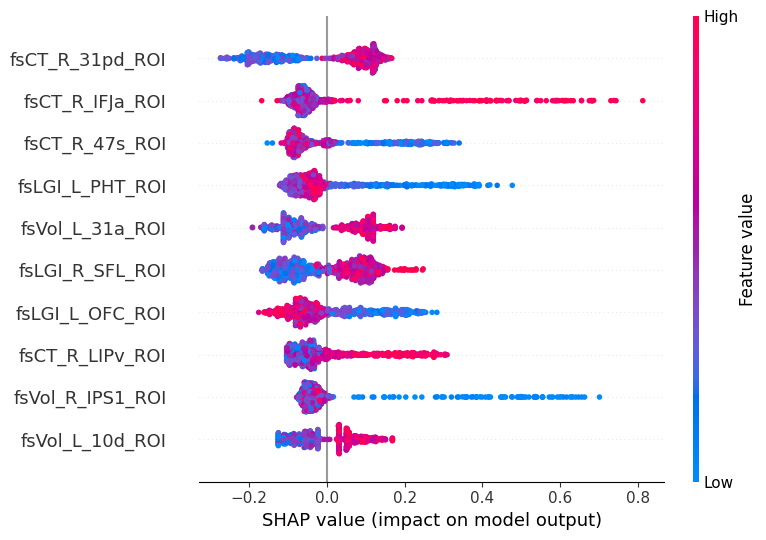 High
fsCT_R_31pd_ROI
fsCT_R_IFJa_ROI
fsCT_R_47s_ROI
fsLGI_L_PHT_ROI
fsVol_L_31a_ROI
fsLGI_R_SFL_ROI
fsLGI_L_OFC_ROI
fsCT_R_LIPv_ROI
fsVol_R_IPS1_ROI
fsVol_L_10d_ROI
Feature value
Low
−0.2 0.0 0.2 0.4 0.6 0.8
SHAP value (impact on model output)